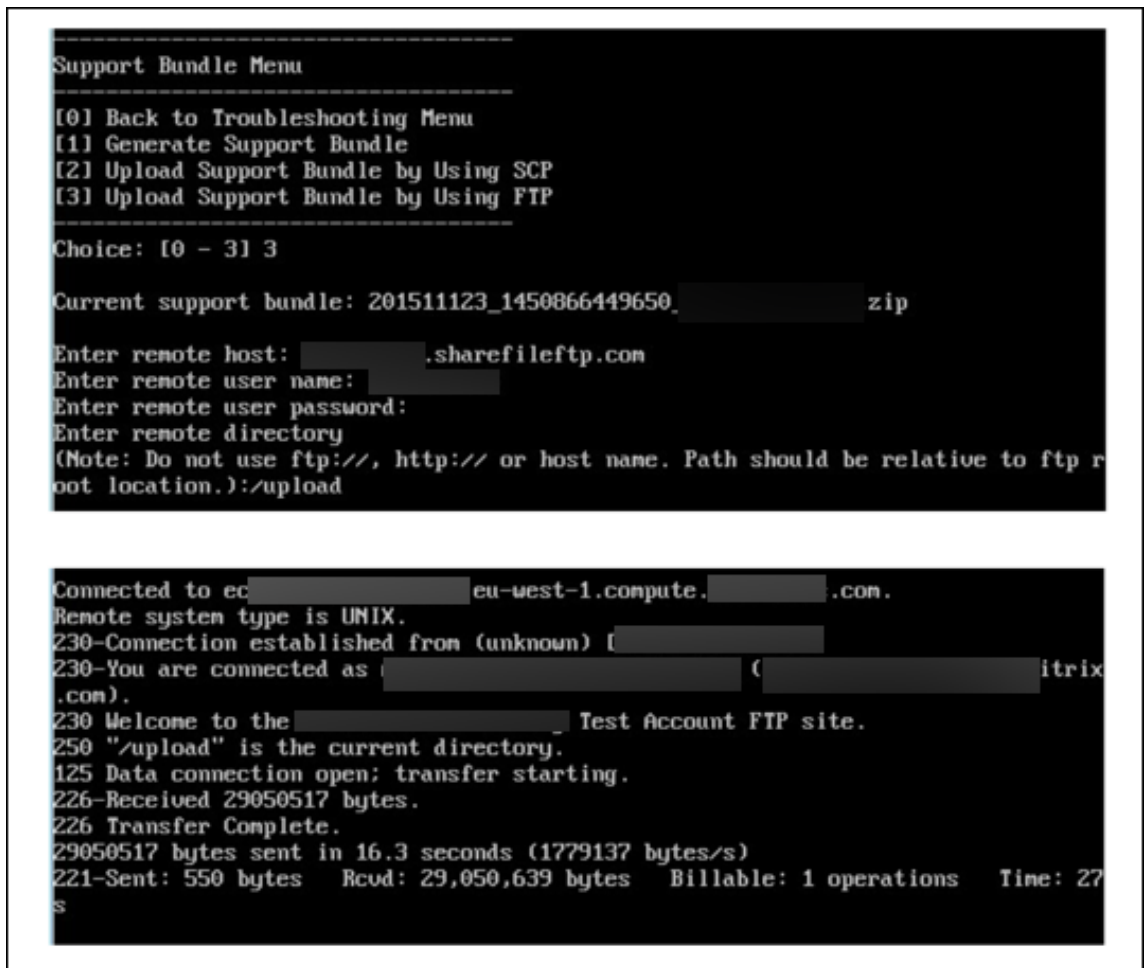 -----------------------------------
Support Bundle Menu
-----------------------------------
[0] Back to Troubleshooting Menu
[1] Generate Support Bundle
[2] Upload Support Bundle by Using SCP
[3] Upload Support Bundle by Using FTP
-----------------------------------
Choice: [0 - 3] 3
Current support bundle: 201511123_1450866449650_ zip
Enter remote host: .sharefileftp.com
Enter remote user name:
Enter remote user password:
Enter remote directory
(Note: Do not use ftp://, http:// or host name. Path should be relative to ftp r
oot location.):/upload
Connected to ec eu-west-1.compute. .com.
Remote system type is UNIX.
230-Connection established from (unknown) [
230-You are connected as ( itrix
.com).
230 Welcome to the Test Account FTP site.
250 "/upload" is the current directory.
125 Data connection open; transfer starting.
226-Received 29050517 bytes.
226 Transfer Complete.
29050517 bytes sent in 16.3 seconds (1779137 bytes/s)
221-Sent: 550 bytes Rcvd: 29,050,639 bytes Billable: 1 operations Time: 27
s